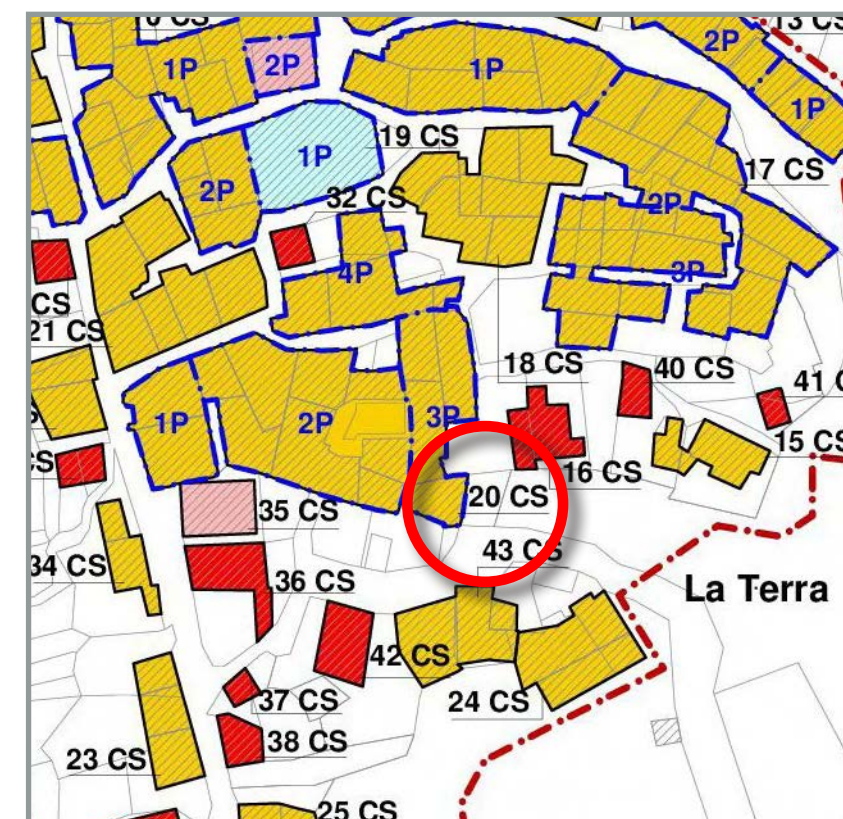 13 CS
2P
1P
2P
1P
1P
19 CS
1P
17 CS
2P
32 CS
2P
4P
3P
CS
21 CS
18 CS
40 CS
41 C
1P
2P
3P
15 CS
S
16 CS
20 CS
35 CS
43 CS
34 CS
36 CS
La Terra
42 CS
37 CS
24 CS
38 CS
23 CS
25 CS